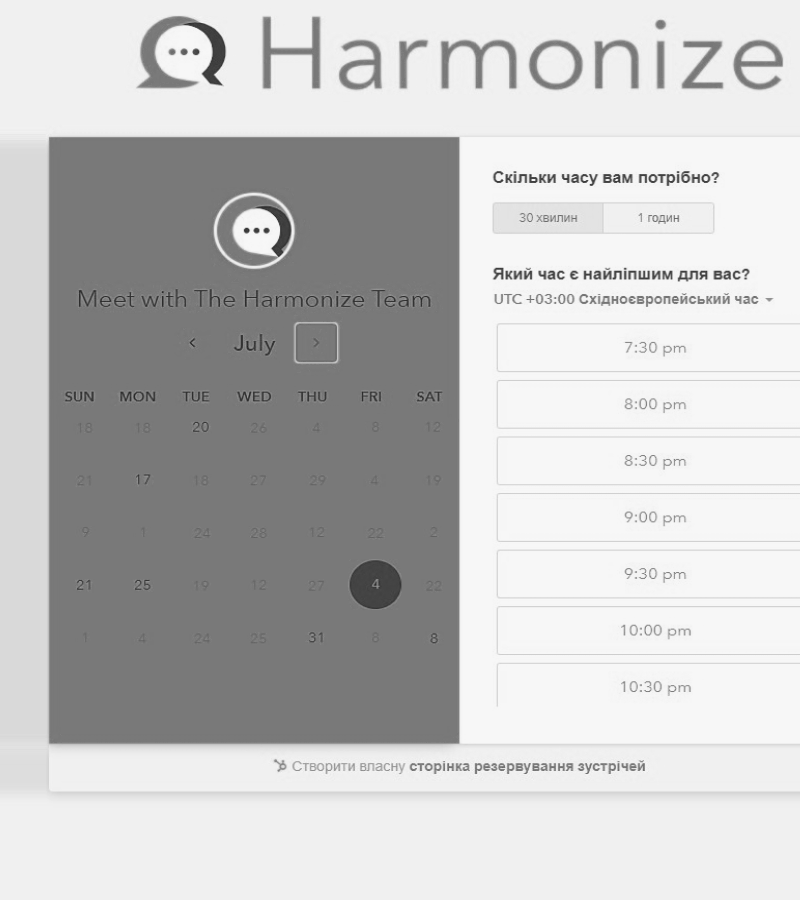 Harmonize
Meet with The Harmonize Team
July
SUN MON TUE WED THU FRI SAT
18 18 20 26 4 8 12
21 17 18 27 29 4 19
9 1 24 28 12 22 2
21 25 19 12 27 4 22
1 4 24 25 31 8 8
Скільки часу вам потрібно?
30 хвилин 1 годин
Який час є найліпшим для вас?
UTC +03:00 Східноєвропейський час
7:30 pm
8:00 pm
8:30 pm
9:00 pm
9:30 pm
10:00 pm
10:30 pm
Створити власну сторінка резервування зустрічей